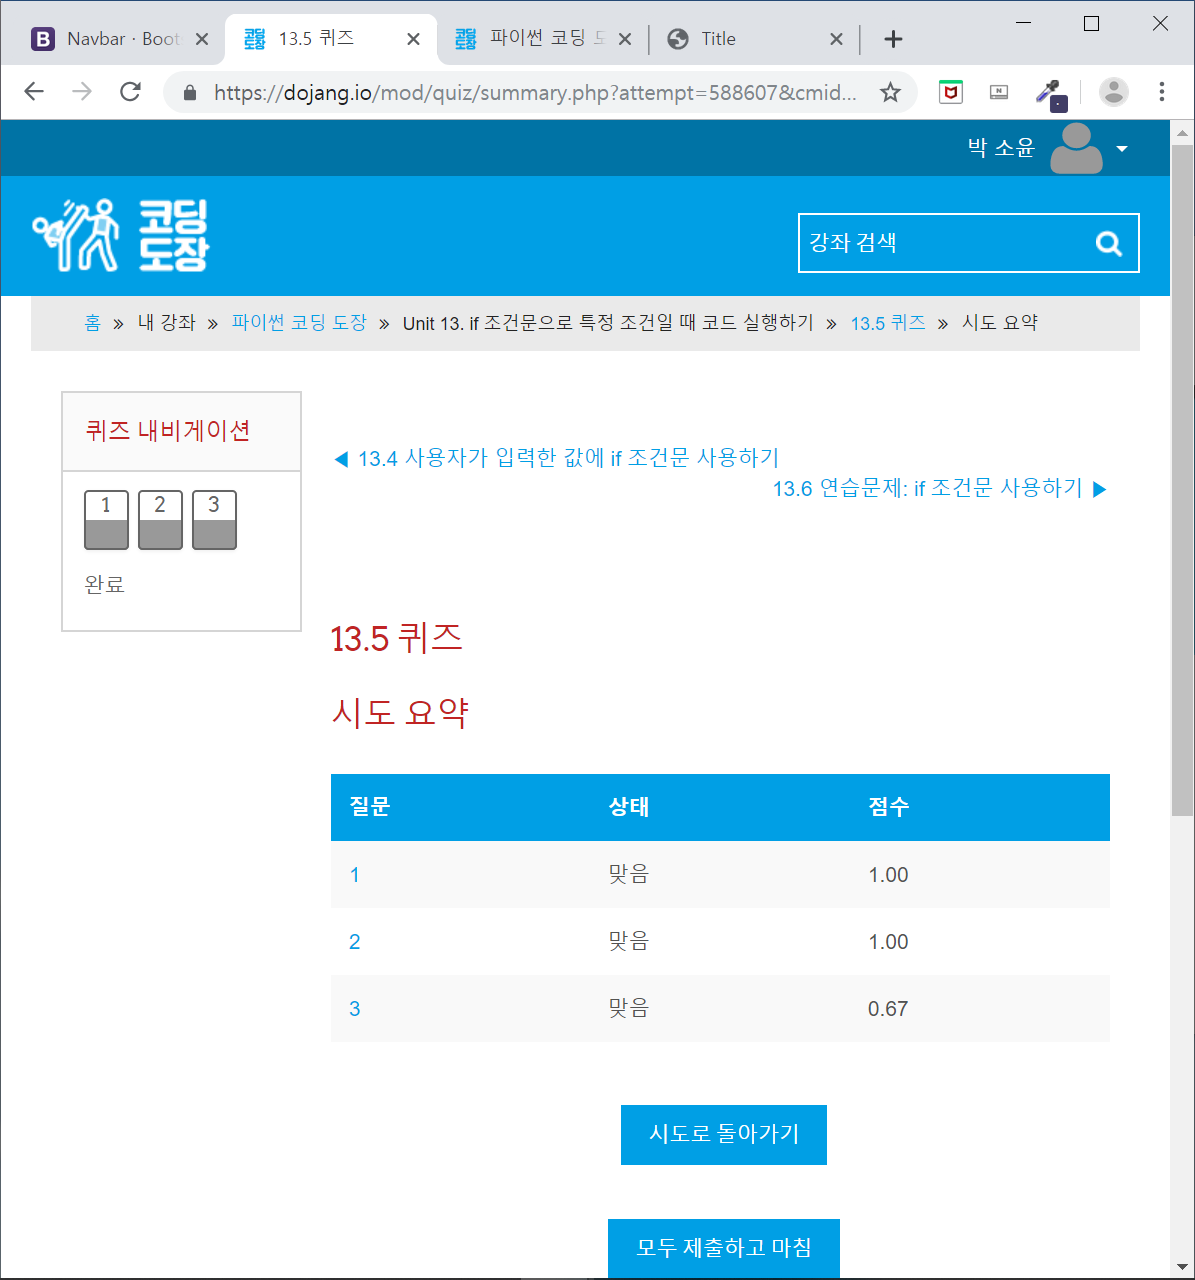 Navbar · Boot
13.5 퀴즈
파이썬 코딩 도
Title
https://dojang.io/mod/quiz/summary.php?attempt=588607&cmid...
박 소윤
코딩
도장
강좌 검색
홈 » 내 강좌 » 파이썬 코딩 도장 » Unit 13. if 조건문으로 특정 조건일 때 코드 실행하기 » 13.5 퀴즈 » 시도 요약
퀴즈 내비게이션
1 2 3
완료
◀ 13.4 사용자가 입력한 값에 if 조건문 사용하기
13.6 연습문제: if 조건문 사용하기 ▶
13.5 퀴즈
시도 요약
질문 상태 점수
1 맞음 1.00
2 맞음 1.00
3 맞음 0.67
시도로 돌아가기
모두 제출하고 마침